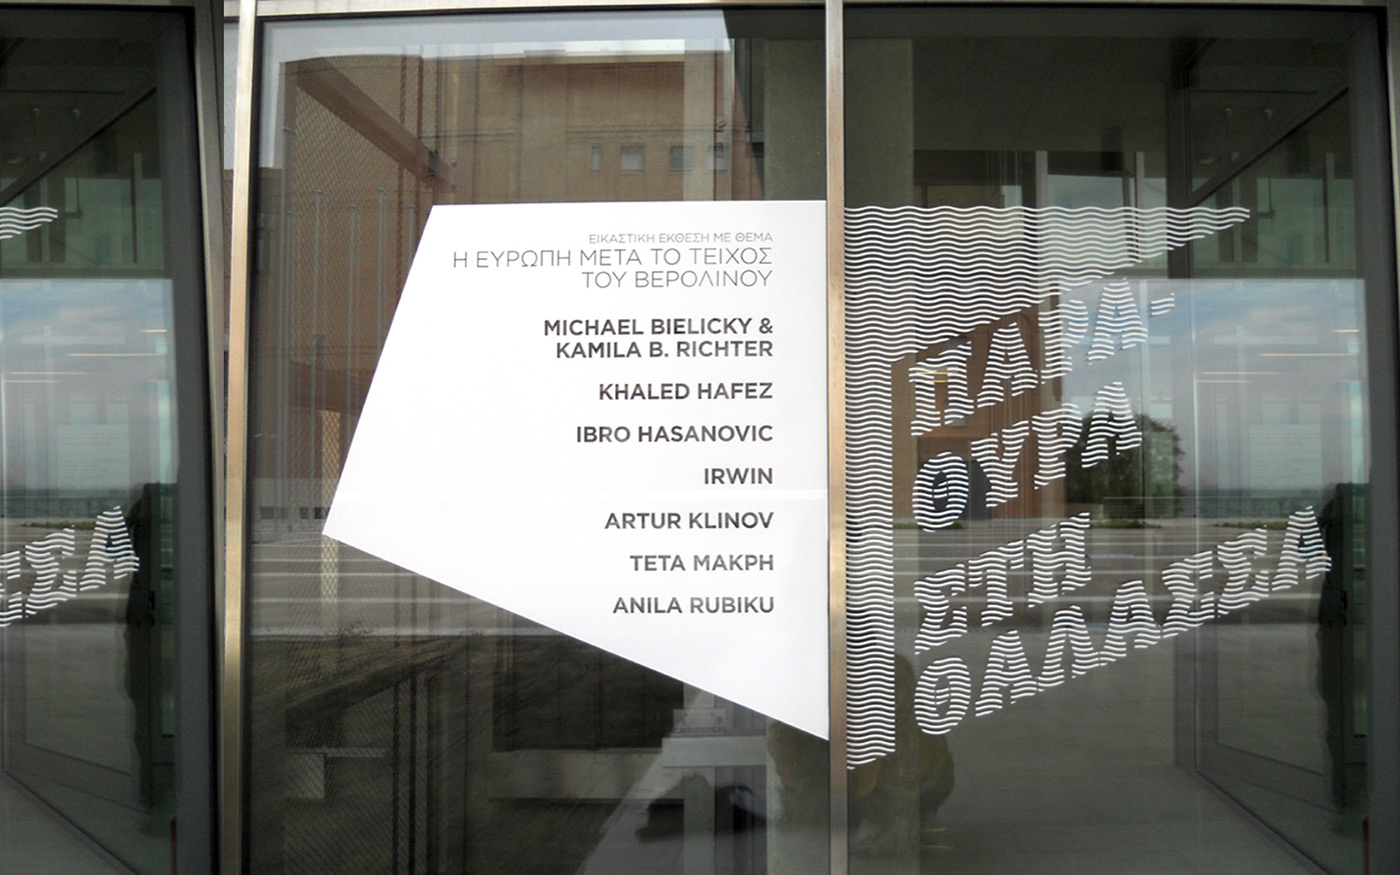 ΕΙΚΑΣΤΙΚΗ ΕΚΘΕΣΗ ΜΕ ΘΕΜΑ
Η ΕΥΡΩΠΗ ΜΕΤΑ ΤΟ ΤΕΙΧΟΣ
ΤΟΥ ΒΕΡΟΛΙΝΟΥ
MICHAEL BIELICKY &
KAMILA B. RICHTER
KHALED HAFEZ
IBRO HASANOVIC
IRWIN
ARTUR KLINOV
ΤΕΤΑ ΜΑΚΡΗ
ANILA RUBIKU
ΠΑΡΑ-
ΘΥΡΑ
ΣΤΗ
ΘΑΛΑΣΣΑ
ΣΣΑ